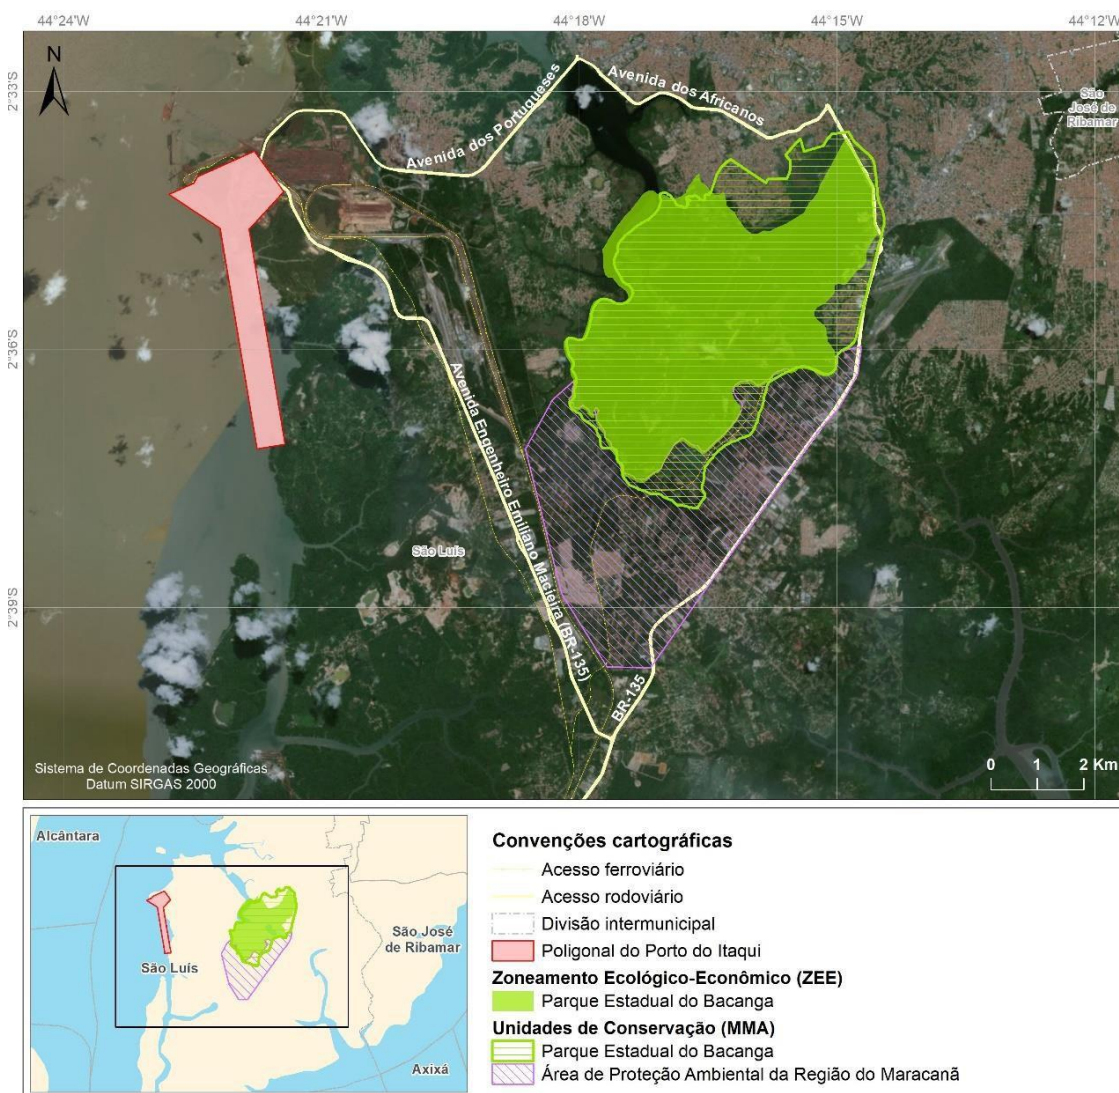 44°24'W 44°21'W 44°18'W 44°15'W 44°12'W
N
2°33'S
2°36'S
2°39'S
Avenida dos Portugueses
Avenida dos Africanos
São
José de
Ribamar
Avenida Engenheiro Emiliano Macieira (BR-135)
São Luís
BR-135
Sistema de Coordenadas Geográficas
Datum SIRGAS 2000
0 1 2 Km
Alcântara
São José
de Ribamar
São Luís
Axixá
Convenções cartográficas
Acesso ferroviário
Acesso rodoviário
Divisão intermunicipal
Poligonal do Porto do Itaqui
Zoneamento Ecológico-Econômico (ZEE)
Parque Estadual do Bacanga
Unidades de Conservação (MMA)
Parque Estadual do Bacanga
Área de Proteção Ambiental da Região do Maracanã